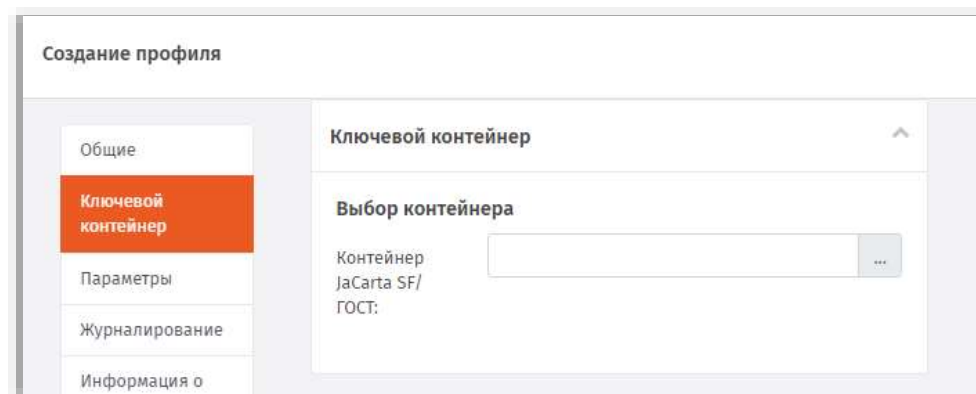 Создание профиля
Общие
Ключевой
контейнер
Параметры
Журналирование
Информация о
Ключевой контейнер
Выбор контейнера
Контейнер
JaCarta SF/
ГОСТ:
...